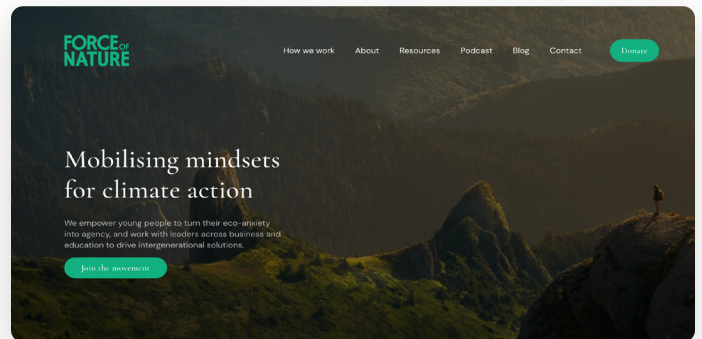 FORCE OF
NATURE
How we work
About
Resources
Podcast
Blog
Contact
Donate
Mobilising mindsets
for climate action
We empower young people to turn their eco-anxiety
into agency, and work with leaders across business and
education to drive intergenerational solutions.
Join the movement